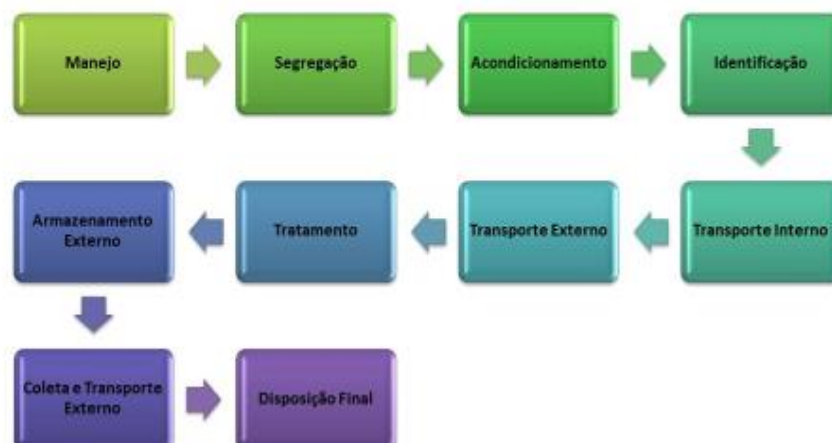 Manejo
Segregação
Acondicionamento
Identificação
Transporte Interno
Transporte Externo
Tratamento
Armazenamento
Externo
Coleta e Transporte
Externo
Disposição Final